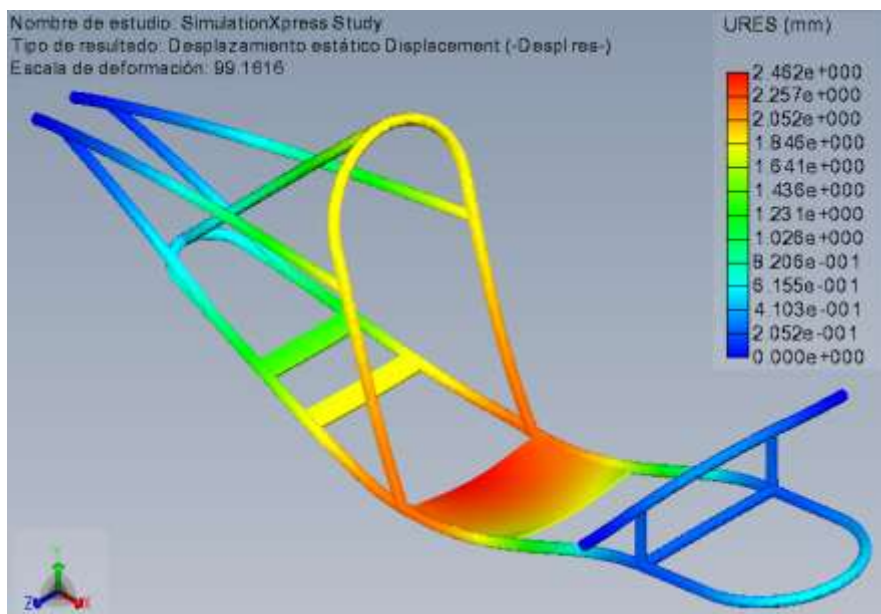 Nombre de estudio: SimulationXpress Study
Tipo de resultado: Desplazamiento estático Displacement (-Despl res-)
Escala de deformación: 99.1616
URES (mm)
2.462e+000
2.257e+000
2.052e+000
1.846e+000
1.641e+000
1.436e+000
1.231e+000
1.026e+000
8.206e-001
6.155e-001
4.103e-001
2.052e-001
0.000e+000
Y
Z
X